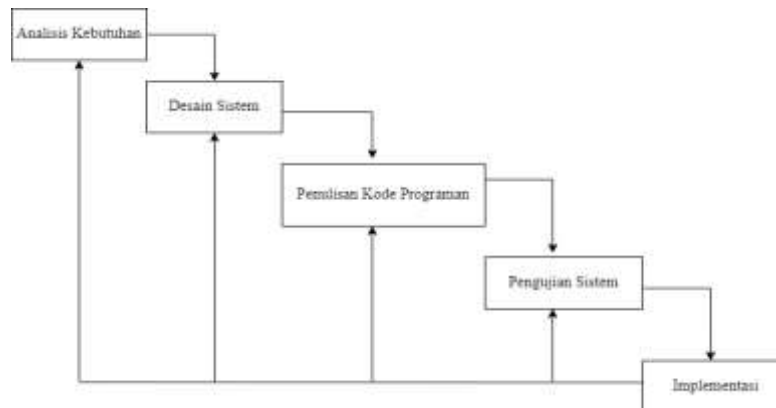 Analisis Kebutuhan
Desain Sistem
Penulisan Kode Programan
Pengujian Sistem
Implementasi